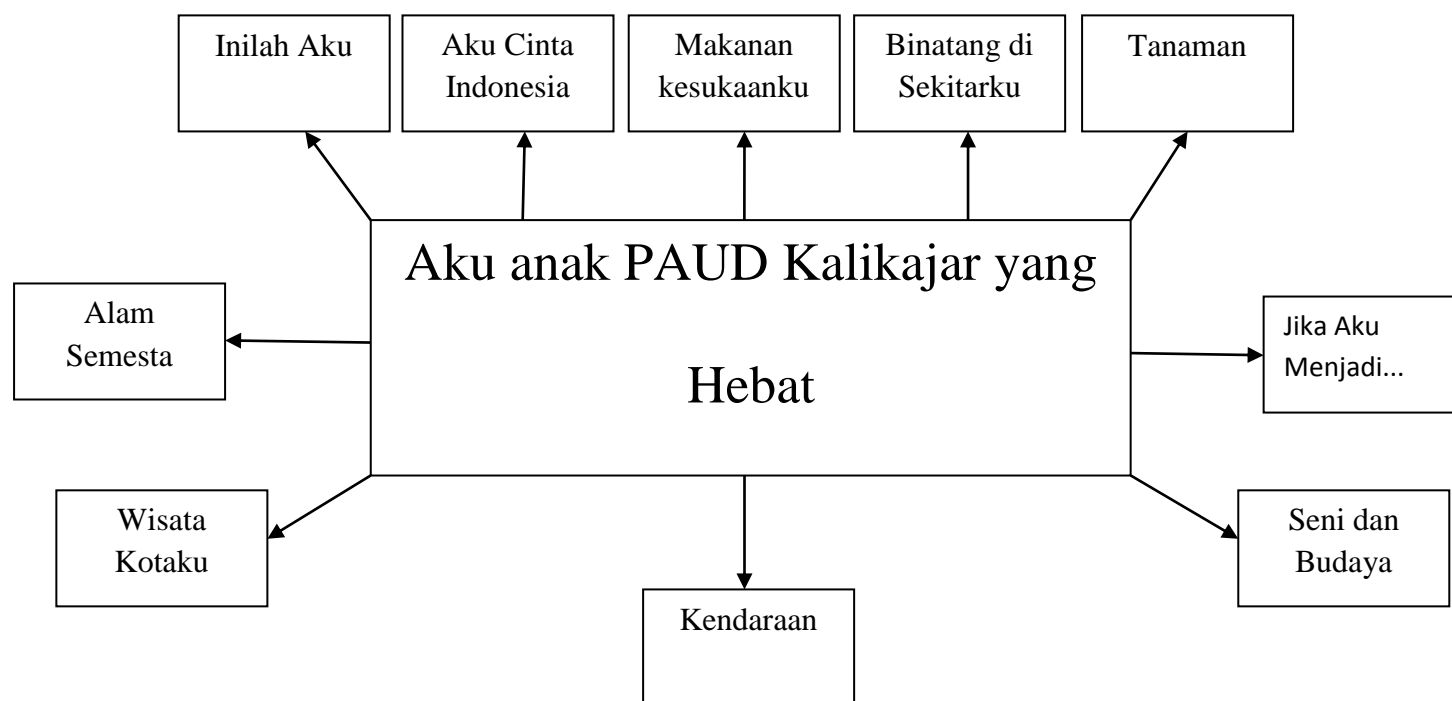 Inilah Aku
Aku Cinta
Indonesia
Makanan
kesukaanku
Binatang di
Sekitarku
Tanaman
Aku anak PAUD Kalikajar yang
Hebat
Alam
Semesta
Jika Aku
Menjadi...
Wisata
Kotaku
Seni dan
Budaya
Kendaraan